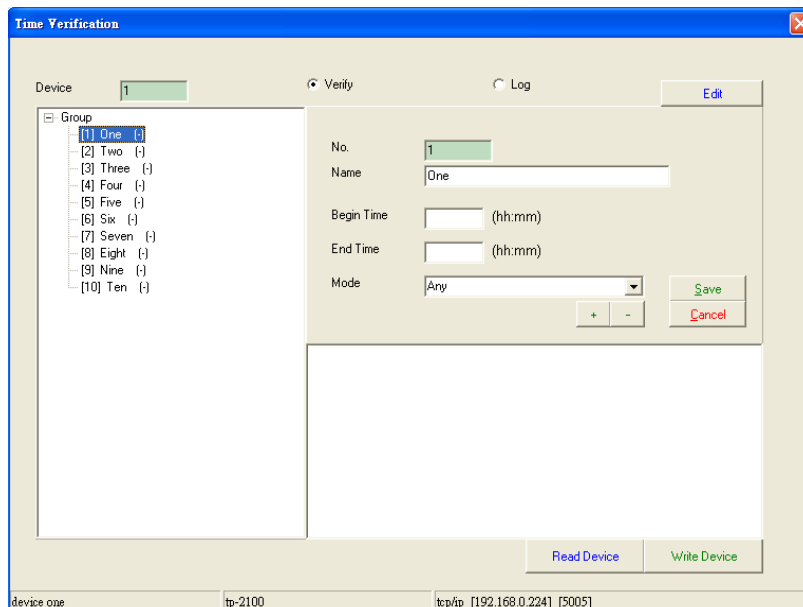 Time Verification
Device 1 Verify Log Edit
Group
[1] One (-)
[2] Two (-)
[3] Three (-)
[4] Four (-)
[5] Five (-)
[6] Six (-)
[7] Seven (-)
[8] Eight (-)
[9] Nine (-)
[10] Ten (-)
No. 1
Name One
Begin Time (hh:mm)
End Time (hh:mm)
Mode Any Save
+ - Cancel
Read Device Write Device
device one tp-2100 tcp/ip [192.168.0.224] [5005]